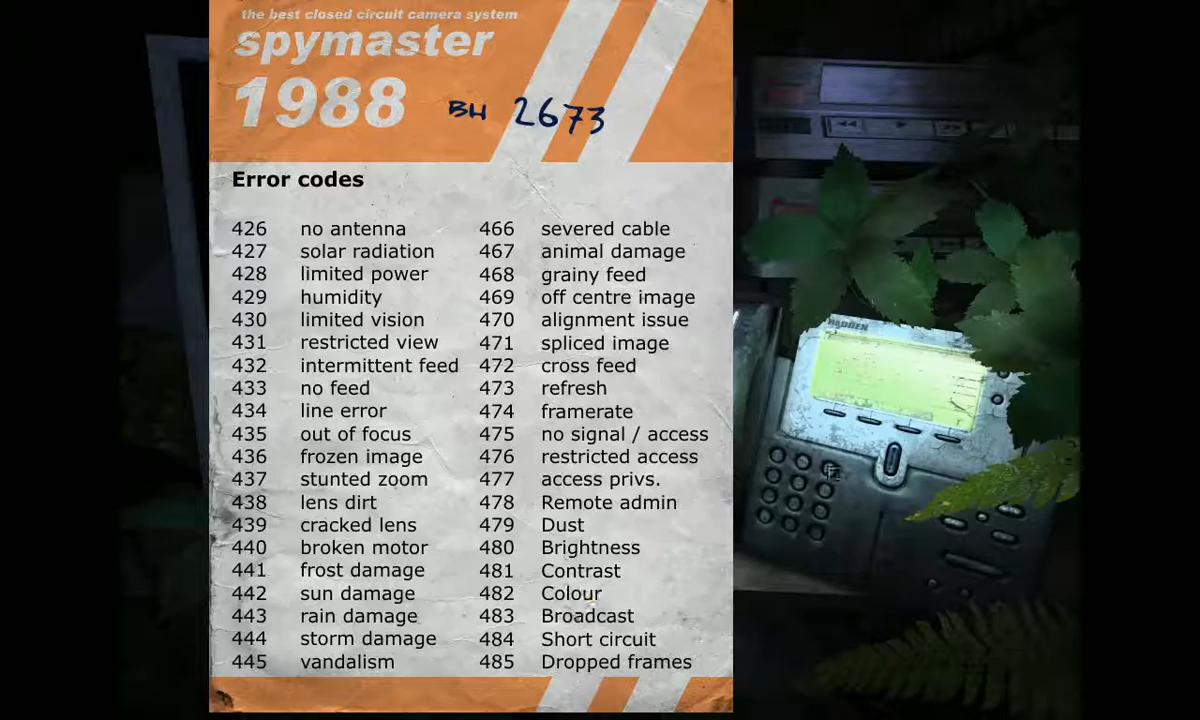 the best closed circuit camera system
spymaster
1988
BH 2673
Error codes
426 no antenna 466 severed cable
427 solar radiation 467 animal damage
428 limited power 468 grainy feed
429 humidity 469 off centre image
430 limited vision 470 alignment issue
431 restricted view 471 spliced image
432 intermittent feed 472 cross feed
433 no feed 473 refresh
434 line error 474 framerate
435 out of focus 475 no signal / access
436 frozen image 476 restricted access
437 stunted zoom 477 access privs.
438 lens dirt 478 Remote admin
439 cracked lens 479 Dust
440 broken motor 480 Brightness
441 frost damage 481 Contrast
442 sun damage 482 Colour
443 rain damage 483 Broadcast
444 storm damage 484 Short circuit
445 vandalism 485 Dropped frames